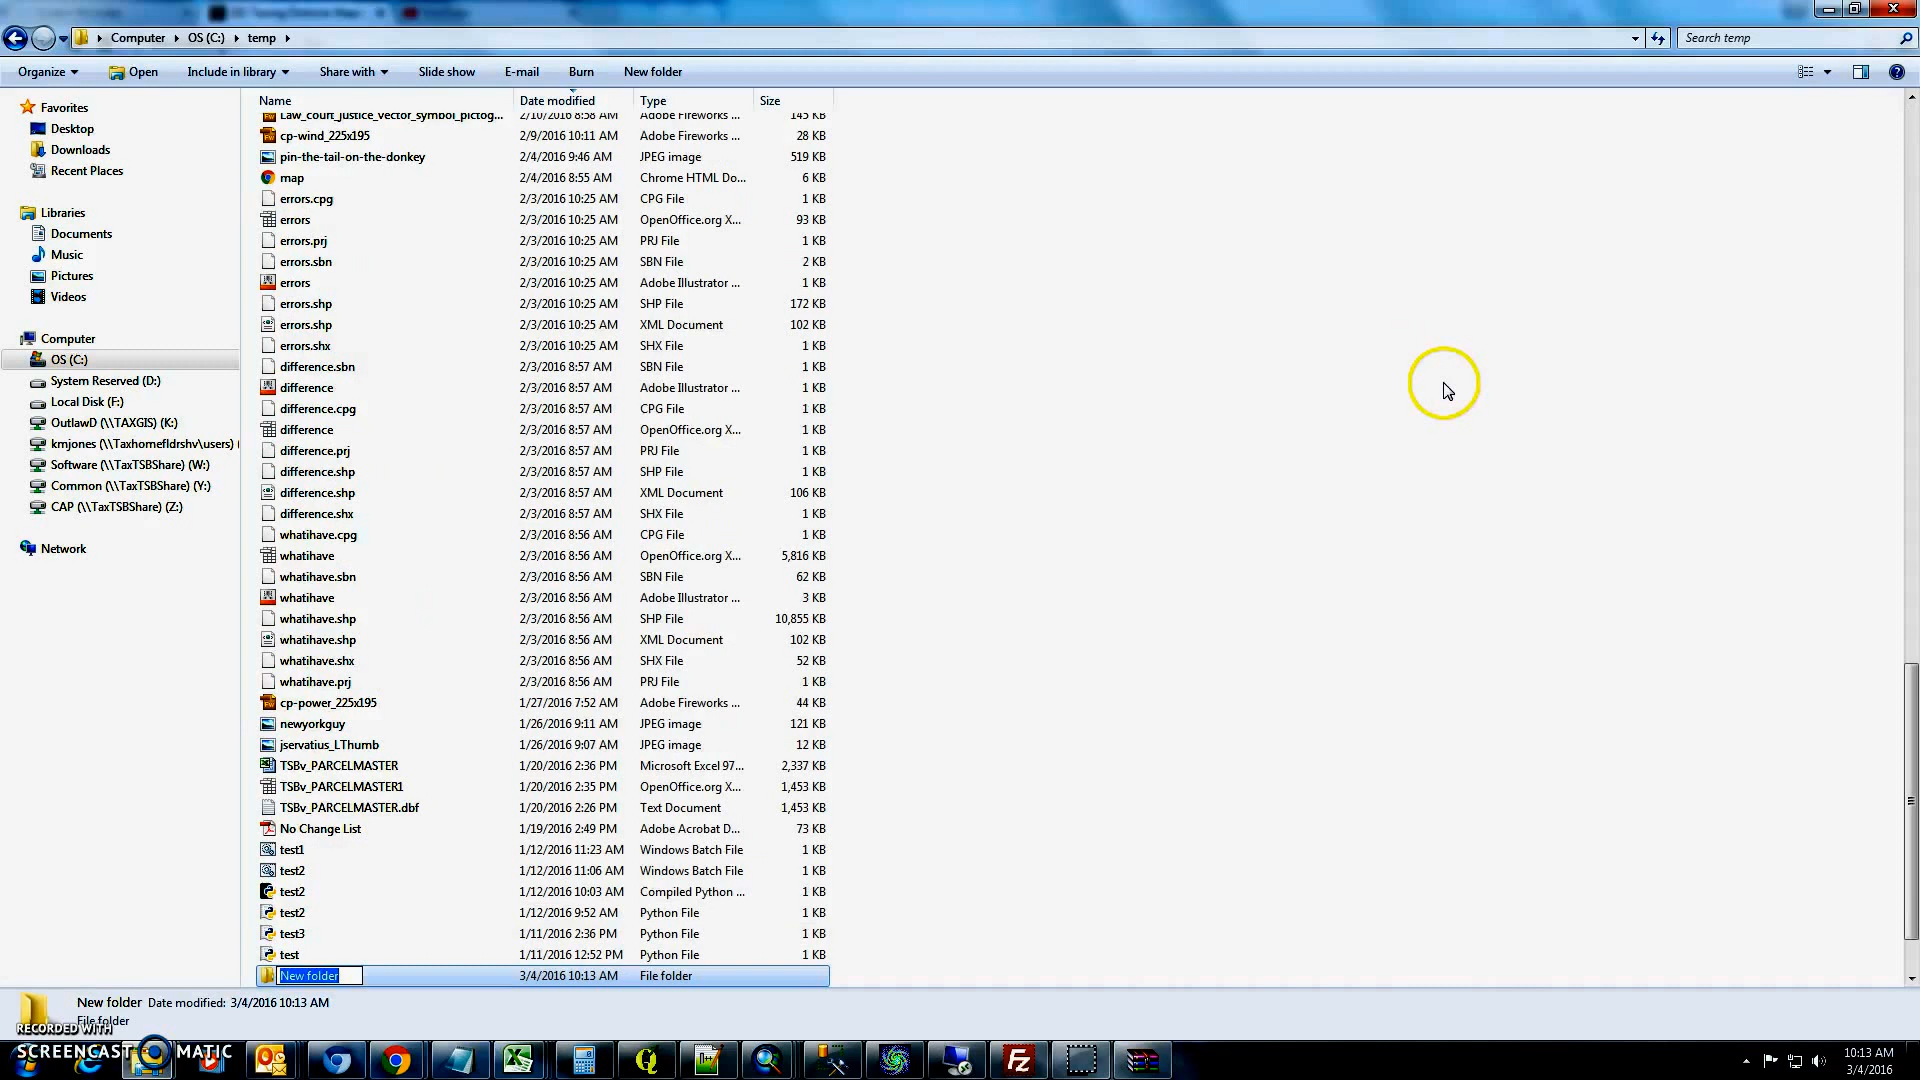 Computer OS (C:) temp
Search temp
Organize Open Include in library Share with Slide show E-mail Burn New folder
Favorites
Desktop
Downloads
Recent Places
Libraries
Documents
Music
Pictures
Videos
Computer
OS (C:)
System Reserved (D:)
Local Disk (F:)
OutlawD (\\TAXGIS) (K:)
kmjones (\\Taxhomefldrshv\users) (
Software (\\TaxTSBShare) (W:)
Common (\\TaxTSBShare) (Y:)
CAP (\\TaxTSBShare) (Z:)
Network
Name Date modified Type Size
Law_court_justice_vector_symbol_pictog... 2/10/2016 8:58 AM Adobe Fireworks ... 145 KB
cp-wind_225x195 2/9/2016 10:11 AM Adobe Fireworks ... 28 KB
pin-the-tail-on-the-donkey 2/4/2016 9:46 AM JPEG image 519 KB
map 2/4/2016 8:55 AM Chrome HTML Do... 6 KB
errors.cpg 2/3/2016 10:25 AM CPG File 1 KB
errors 2/3/2016 10:25 AM OpenOffice.org X... 93 KB
errors.prj 2/3/2016 10:25 AM PRJ File 1 KB
errors.sbn 2/3/2016 10:25 AM SBN File 2 KB
errors 2/3/2016 10:25 AM Adobe Illustrator ... 1 KB
errors.shp 2/3/2016 10:25 AM SHP File 172 KB
errors.shp 2/3/2016 10:25 AM XML Document 102 KB
errors.shx 2/3/2016 10:25 AM SHX File 1 KB
difference.sbn 2/3/2016 8:57 AM SBN File 1 KB
difference 2/3/2016 8:57 AM Adobe Illustrator ... 1 KB
difference.cpg 2/3/2016 8:57 AM CPG File 1 KB
difference 2/3/2016 8:57 AM OpenOffice.org X... 1 KB
difference.prj 2/3/2016 8:57 AM PRJ File 1 KB
difference.shp 2/3/2016 8:57 AM SHP File 1 KB
difference.shp 2/3/2016 8:57 AM XML Document 106 KB
difference.shx 2/3/2016 8:57 AM SHX File 1 KB
whatihave.cpg 2/3/2016 8:56 AM CPG File 1 KB
whatihave 2/3/2016 8:56 AM OpenOffice.org X... 5,816 KB
whatihave.sbn 2/3/2016 8:56 AM SBN File 62 KB
whatihave 2/3/2016 8:56 AM Adobe Illustrator ... 3 KB
whatihave.shp 2/3/2016 8:56 AM SHP File 10,855 KB
whatihave.shp 2/3/2016 8:56 AM XML Document 102 KB
whatihave.shx 2/3/2016 8:56 AM SHX File 52 KB
whatihave.prj 2/3/2016 8:56 AM PRJ File 1 KB
cp-power_225x195 1/27/2016 7:52 AM Adobe Fireworks ... 44 KB
newyorkguy 1/26/2016 9:11 AM JPEG image 121 KB
jservatius_LThumb 1/26/2016 9:07 AM JPEG image 12 KB
TSBv_PARCELMASTER 1/20/2016 2:36 PM Microsoft Excel 97... 2,337 KB
TSBv_PARCELMASTER1 1/20/2016 2:35 PM OpenOffice.org X... 1,453 KB
TSBv_PARCELMASTER.dbf 1/20/2016 2:26 PM Text Document 1,453 KB
No Change List 1/19/2016 2:49 PM Adobe Acrobat D... 73 KB
test1 1/12/2016 11:23 AM Windows Batch File 1 KB
test2 1/12/2016 11:06 AM Windows Batch File 1 KB
test2 1/12/2016 10:03 AM Compiled Python ... 1 KB
test2 1/12/2016 9:52 AM Python File 1 KB
test3 1/11/2016 2:36 PM Python File 1 KB
test 1/11/2016 12:52 PM Python File 1 KB
New folder 3/4/2016 10:13 AM File folder
New folder Date modified: 3/4/2016 10:13 AM
File folder
RECORDED WITH
SCREENCAST MATIC
10:13 AM
3/4/2016